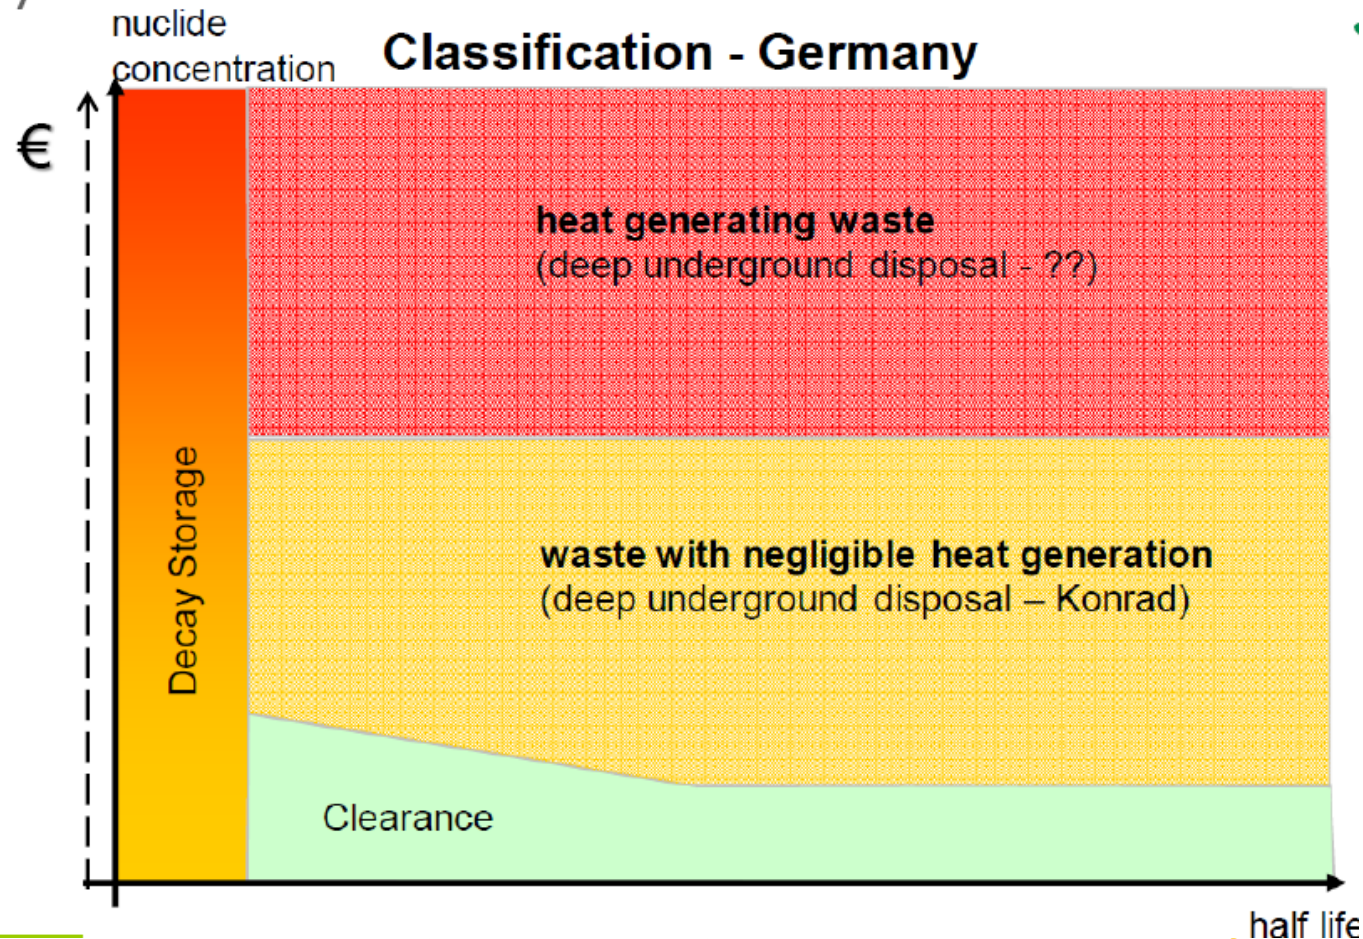 nuclide
concentration
Classification - Germany
€
heat generating waste
(deep underground disposal - ??)
Decay Storage
waste with negligible heat generation
(deep underground disposal – Konrad)
Clearance
half life